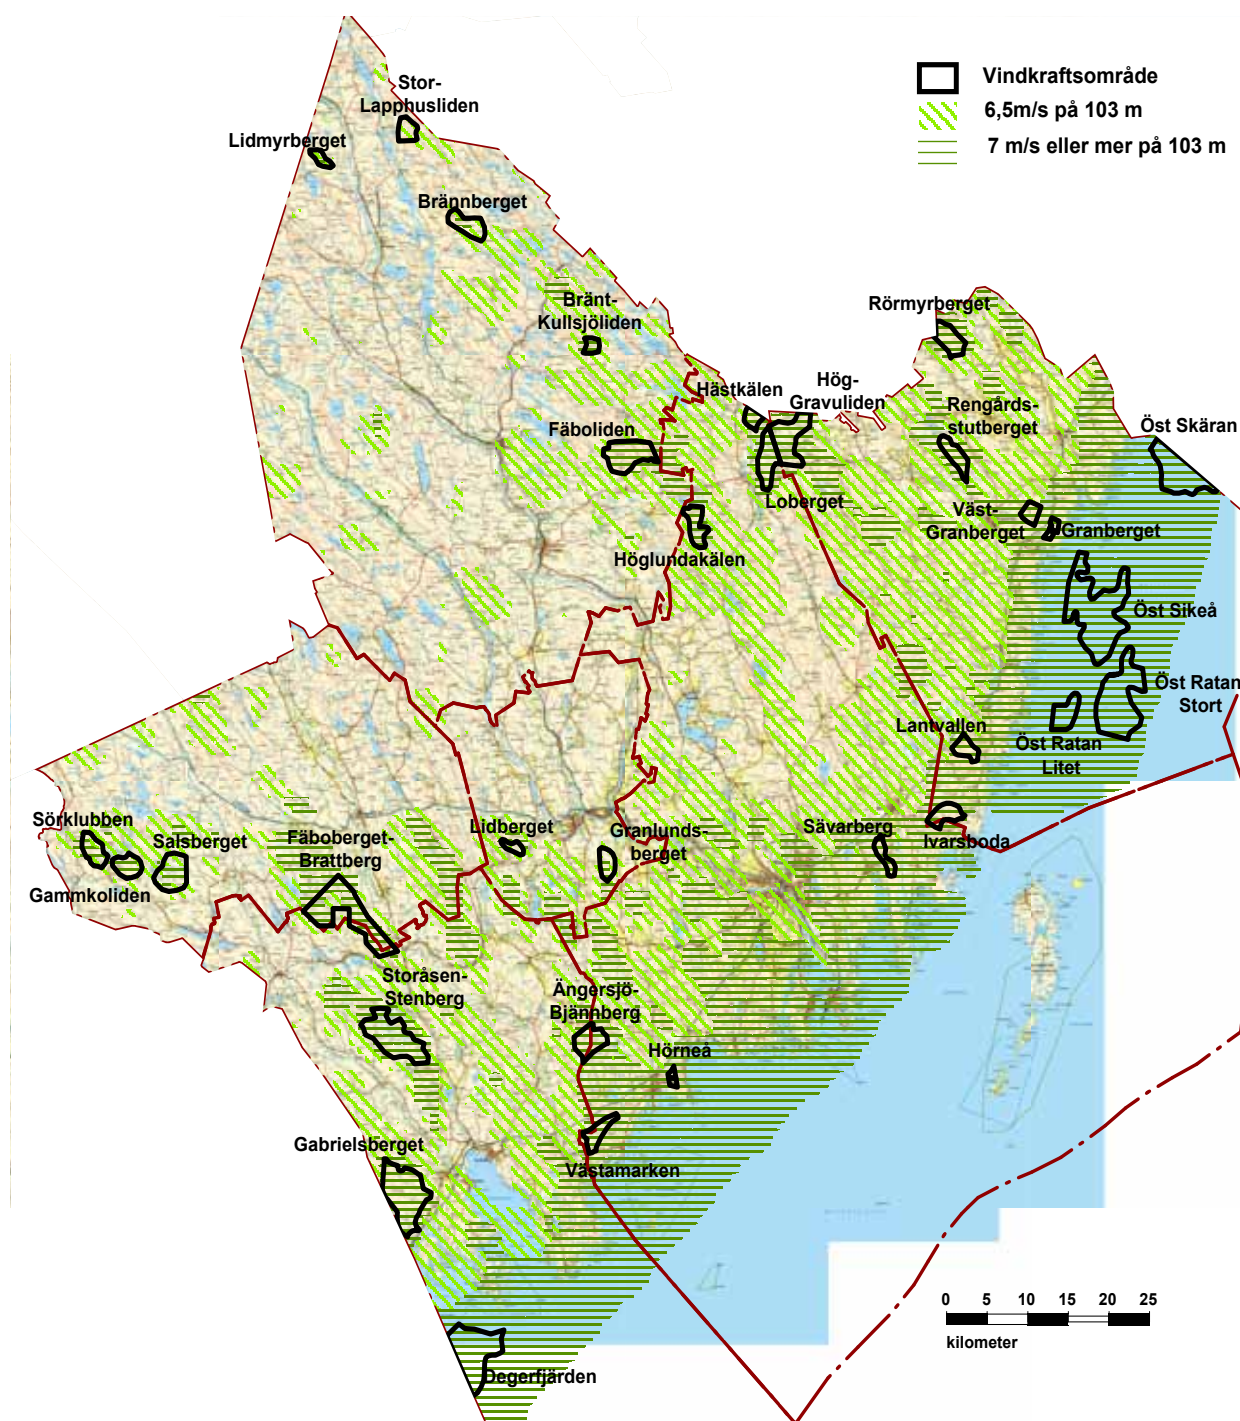 Vindkraftsområde
6,5m/s på 103 m
7 m/s eller mer på 103 m
Stor-
Lapphusliden
Lidmyrberget
Brännberget
Bränt-
Kullsjöliden
Rörmyrberget
Hästkälen
Hög-
Gravuliden
Rengårds-
stutberget
Öst Skäran
Fäboliden
Loberget
Väst-
Granberget
Granberget
Höglundakälen
Öst Sikeå
Öst Ratan
Stort
Lantvallen
Öst Ratan
Litet
Sörklubben
Salsberget
Gammkoliden
Fäboberget-
Brattberg
Lidberget
Granlunds-
berget
Sävarberg
Ivarsboda
Storåsen-
Stenberg
Ängersjö-
Bjännberg
Hörneå
Gabrielsberget
Västamarken
Degerfjärden
0 5 10 15 20 25
kilometer